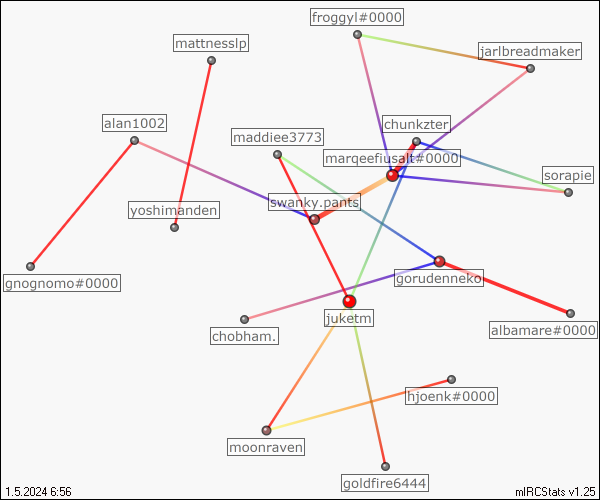 froggyl#0000
mattnesslp
jarlbreadmaker
alan1002
chunkzter
maddiee3773
marqeefiusalt#0000
sorapie
swanky.pants
yoshimanden
gnognomo#0000
gorudenneko
juketm
chobham.
albamare#0000
hjoenk#0000
moonraven
goldfire6444
1.5.2024 6:56
mIRCStats v1.25